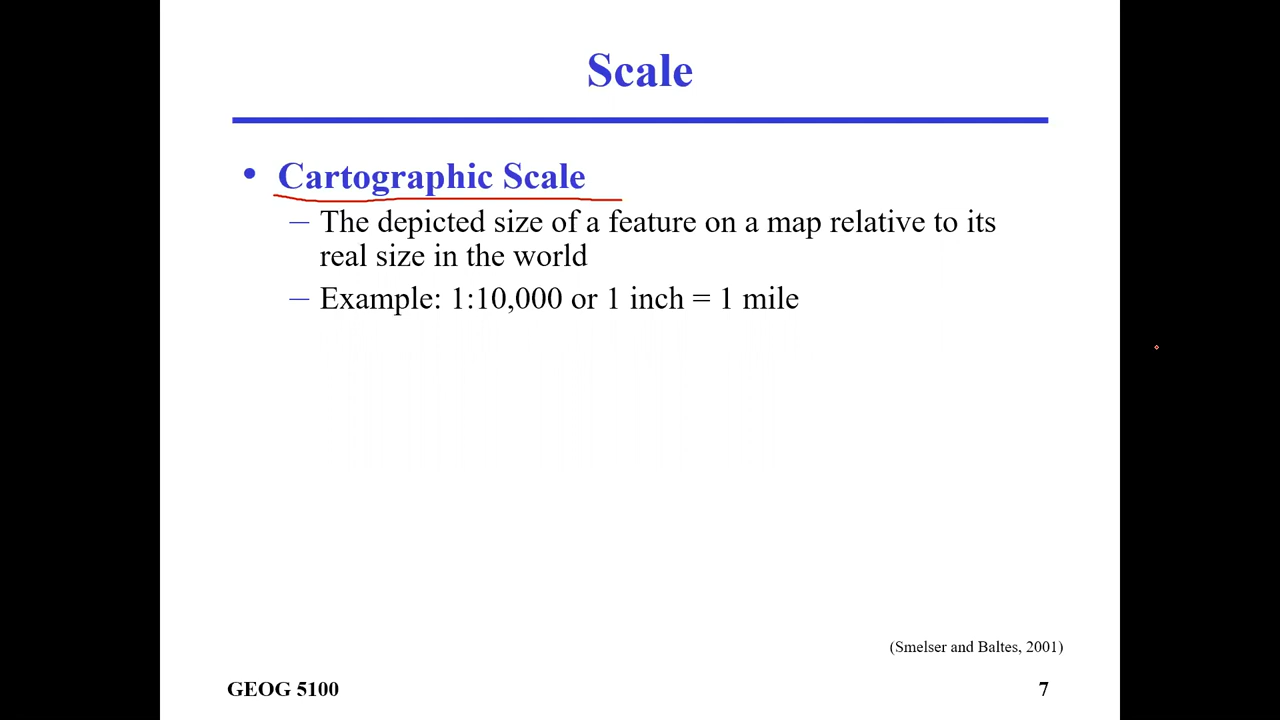 Scale
• Cartographic Scale
– The depicted size of a feature on a map relative to its
real size in the world
– Example: 1:10,000 or 1 inch = 1 mile
(Smelser and Baltes, 2001)
GEOG 5100
7